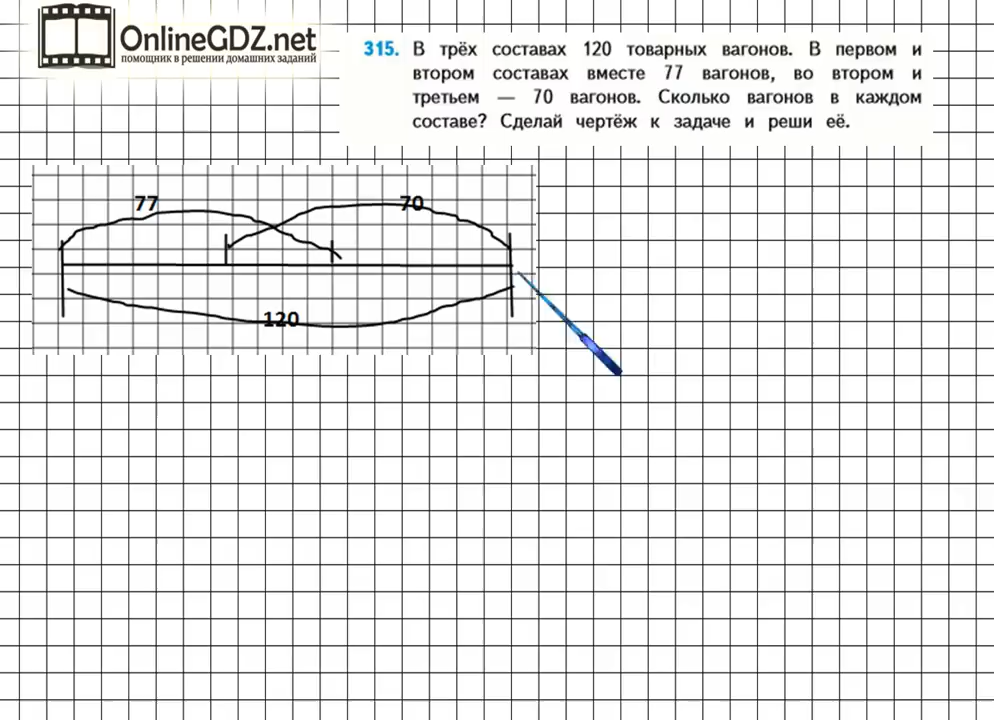 OnlineGDZ.net
помощник в решении домашних заданий
315. В трёх составах 120 товарных вагонов. В первом и
втором составах вместе 77 вагонов, во втором и
третьем — 70 вагонов. Сколько вагонов в каждом
составе? Сделай чертёж к задаче и реши её.
77
70
120